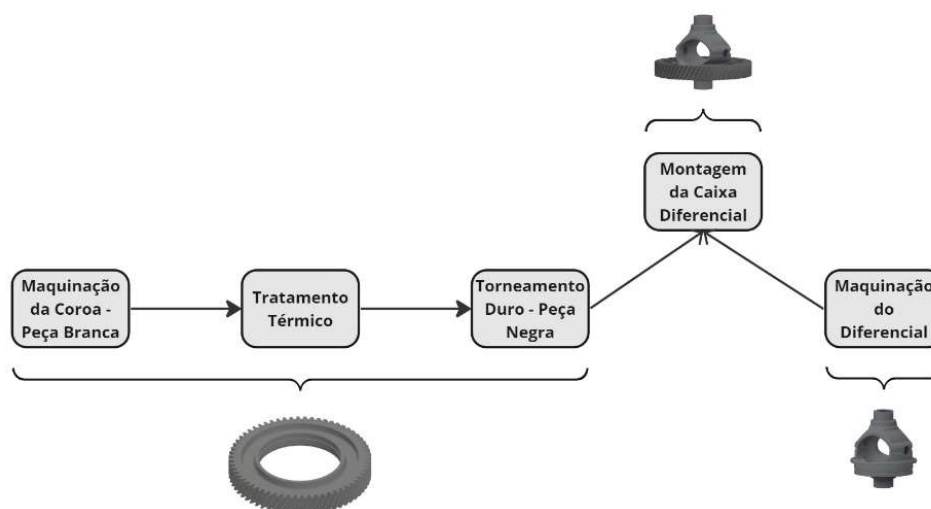 Montagem
da Caixa
Diferencial
Maquinação
da Coroa -
Peça Branca
Tratamento
Térmico
Torneamento
Duro - Peça
Negra
Maquinação
do
Diferencial